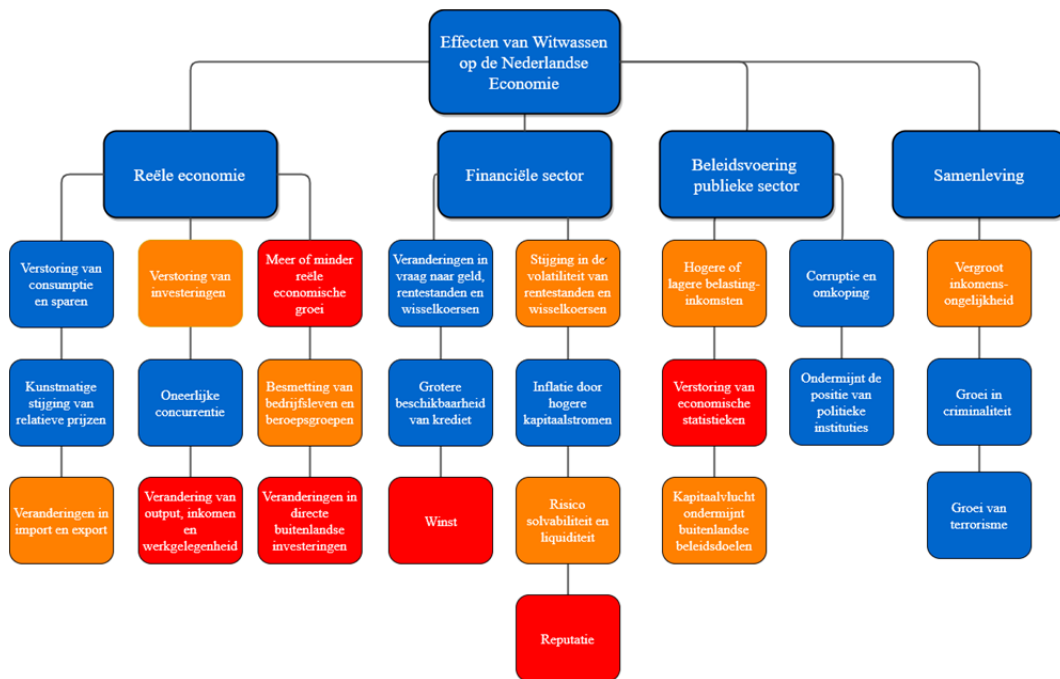 Effecten van Witwassen
op de Nederlandse
Economie
Reële economie
Financiële sector
Beleidsvoering
publieke sector
Samenleving
Verstoring van
consumptie
en sparen
Verstoring van
investeringen
Meer of minder
reële
economische
groei
Veranderingen in
vraag naar geld,
rentestanden en
wisselkoersen
Stijging in de
volatiliteit van
rentestanden en
wisselkoersen
Hogere of
lagere belasting-
inkomsten
Corruptie en
omkoping
Vergroot
inkomens-
ongelijkheid
Kunstmatige
stijging van
relatieve prijzen
Oneerlijke
concurrentie
Besmetting van
bedrijfsleven en
beroepsgroepen
Grotere
beschikbaarheid
van krediet
Inflatie door
hogere
kapitaalstromen
Verstoring van
economische
statistieken
Ondermijnt de
positie van
politieke
instituties
Groei in
criminaliteit
Veranderingen in
import en export
Verandering van
output, inkomen
en
werkgelegenheid
Veranderingen in
directe
buitenlandse
investeringen
Winst
Risico
solvabiliteit en
liquiditeit
Kapitaalvlucht
ondermijnt
buitenlandse
beleidsdoelen
Groei van
terrorisme
Reputatie